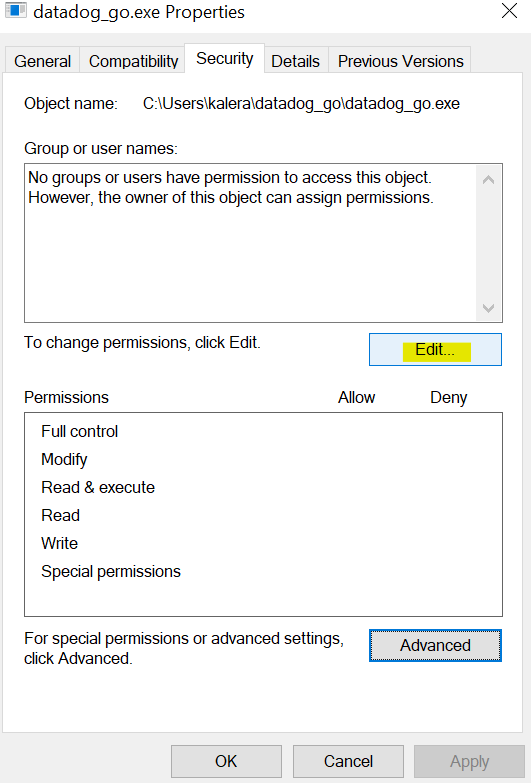 datadog_go.exe Properties
General Compatibility Security Details Previous Versions
Object name: C:\Users\kalera\datadog_go\datadog_go.exe
Group or user names:
No groups or users have permission to access this object.
However, the owner of this object can assign permissions.
To change permissions, click Edit.
Edit...
Permissions Allow Deny
Full control
Modify
Read & execute
Read
Write
Special permissions
For special permissions or advanced settings,
click Advanced.
Advanced
OK Cancel Apply